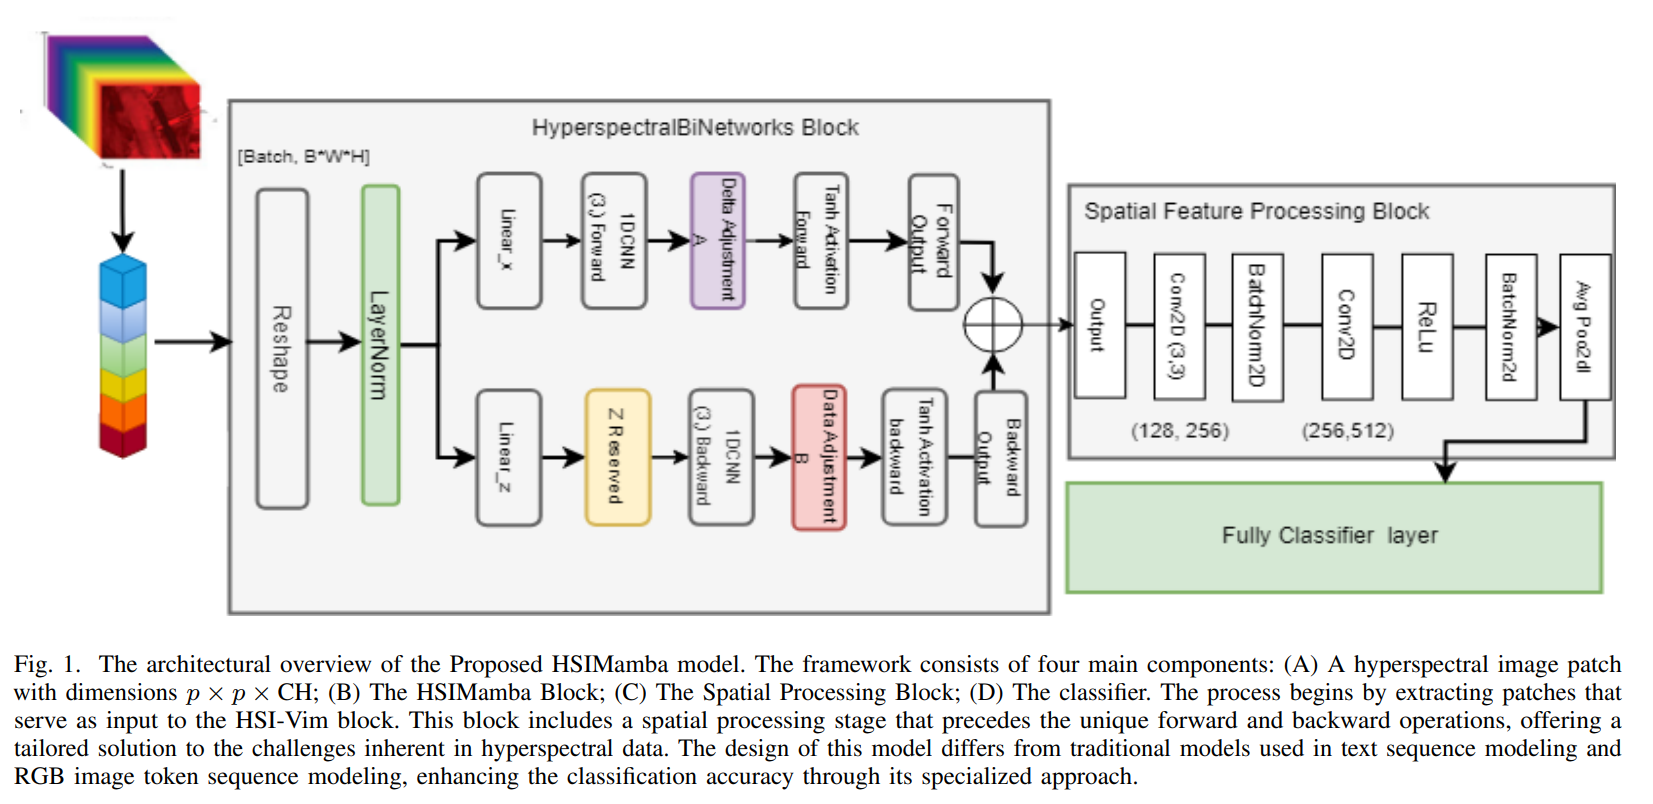 HyperspectralBiNetworks Block
[Batch, B*W*H]
Reshape
LayerNorm
Linear_x
1DCNN
(3,) Forward
Delta Adjustment
A
Tanh Activation
Forward
Forward
Output
Linear_z
Z Reserved
1DCNN
(3,) Backward
Data Adjustment
B
Tanh Activation
backward
Backward
Output
Spatial Feature Processing Block
Output
Conv2D (3,3)
BatchNorm2D
Conv2D
ReLu
BatchNorm2d
Avg Poo2dl
(128, 256)
(256,512)
Fully Classifier layer
Fig. 1. The architectural overview of the Proposed HSIMamba model. The framework consists of four main components: (A) A hyperspectral image patch
with dimensions p × p × CH; (B) The HSIMamba Block; (C) The Spatial Processing Block; (D) The classifier. The process begins by extracting patches that
serve as input to the HSI-Vim block. This block includes a spatial processing stage that precedes the unique forward and backward operations, offering a
tailored solution to the challenges inherent in hyperspectral data. The design of this model differs from traditional models used in text sequence modeling and
RGB image token sequence modeling, enhancing the classification accuracy through its specialized approach.